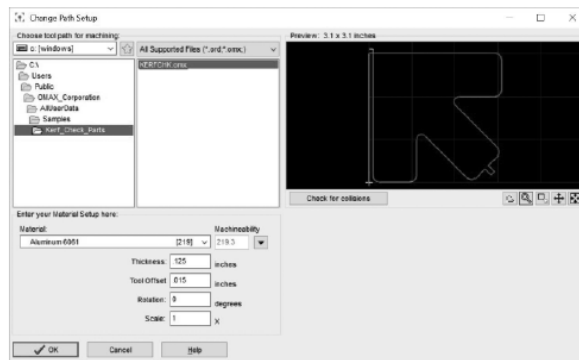 Change Path Setup
Choose tool path for machining:
c: [windows]
All Supported Files (*.ord;*.omx;)
Preview: 3.1 x 3.1 inches
C:\
Users
Public
OMAX_Corporation
AllUserData
Samples
Kerf_Check_Parts
KERFCHK.omx
Check for collisions
Enter your Material Setup here:
Material:
Machineability
Aluminum 6061 [219]
219.3
Thickness: .125 inches
Tool Offset .015 inches
Rotation: 0 degrees
Scale: 1 X
OK
Cancel
Help